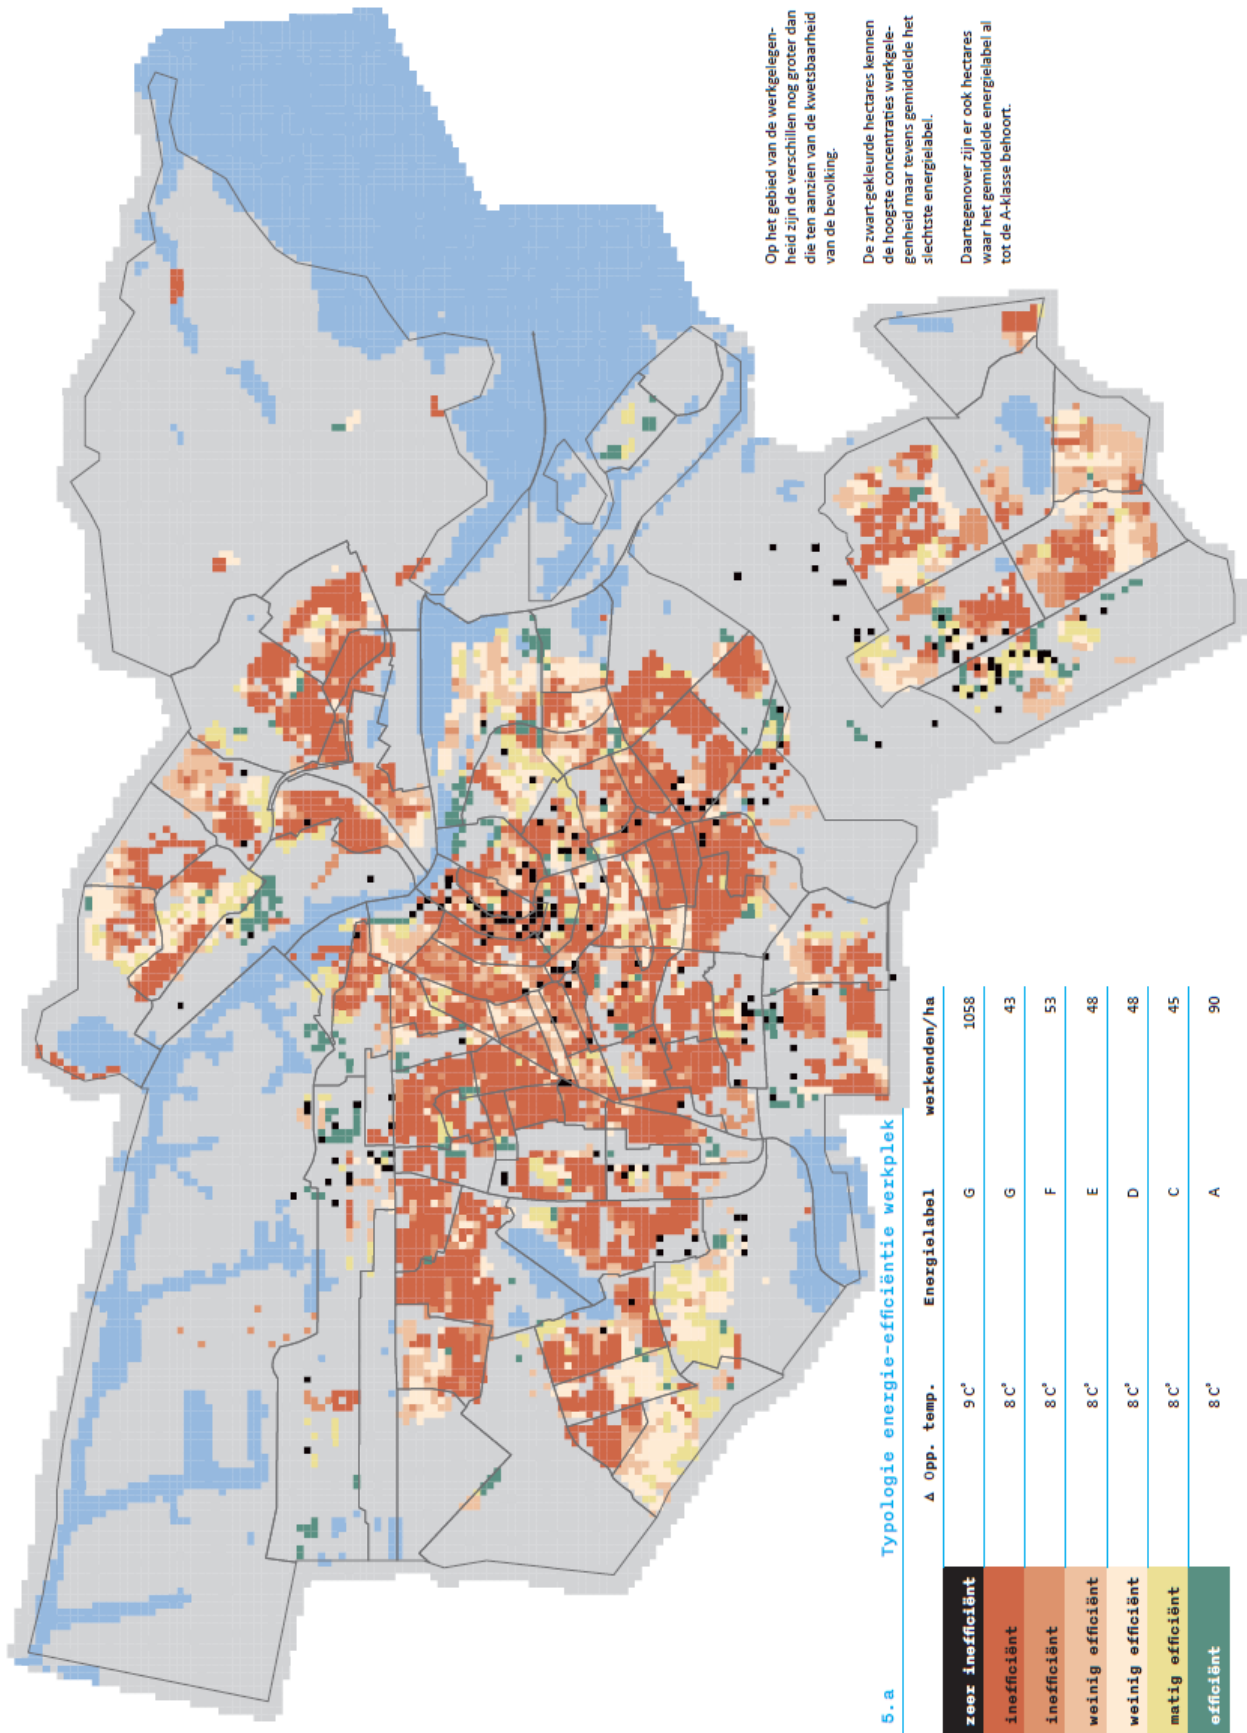 Op het gebied van de werkgelegen-
heid zijn de verschillen nog groter dan
die ten aanzien van de kwetsbaarheid
van de bevolking.
De zwart-gekleurde hectares kennen
de hoogste concentraties werkgele-
genheid maar tevens gemiddelde het
slechtste energielabel.
Daartegenover zijn er ook hectares
waar het gemiddelde energielabel al
tot de A-klasse behoort.
5.a Typologie energie-efficiëntie werkplek
Δ Opp. temp. Energielabel werkenden/ha
zeer inefficiënt 9 C° G 1058
inefficiënt 8 C° G 43
inefficiënt 8 C° F 53
weinig efficiënt 8 C° E 48
weinig efficiënt 8 C° D 48
matig efficiënt 8 C° C 45
efficiënt 8 C° A 90